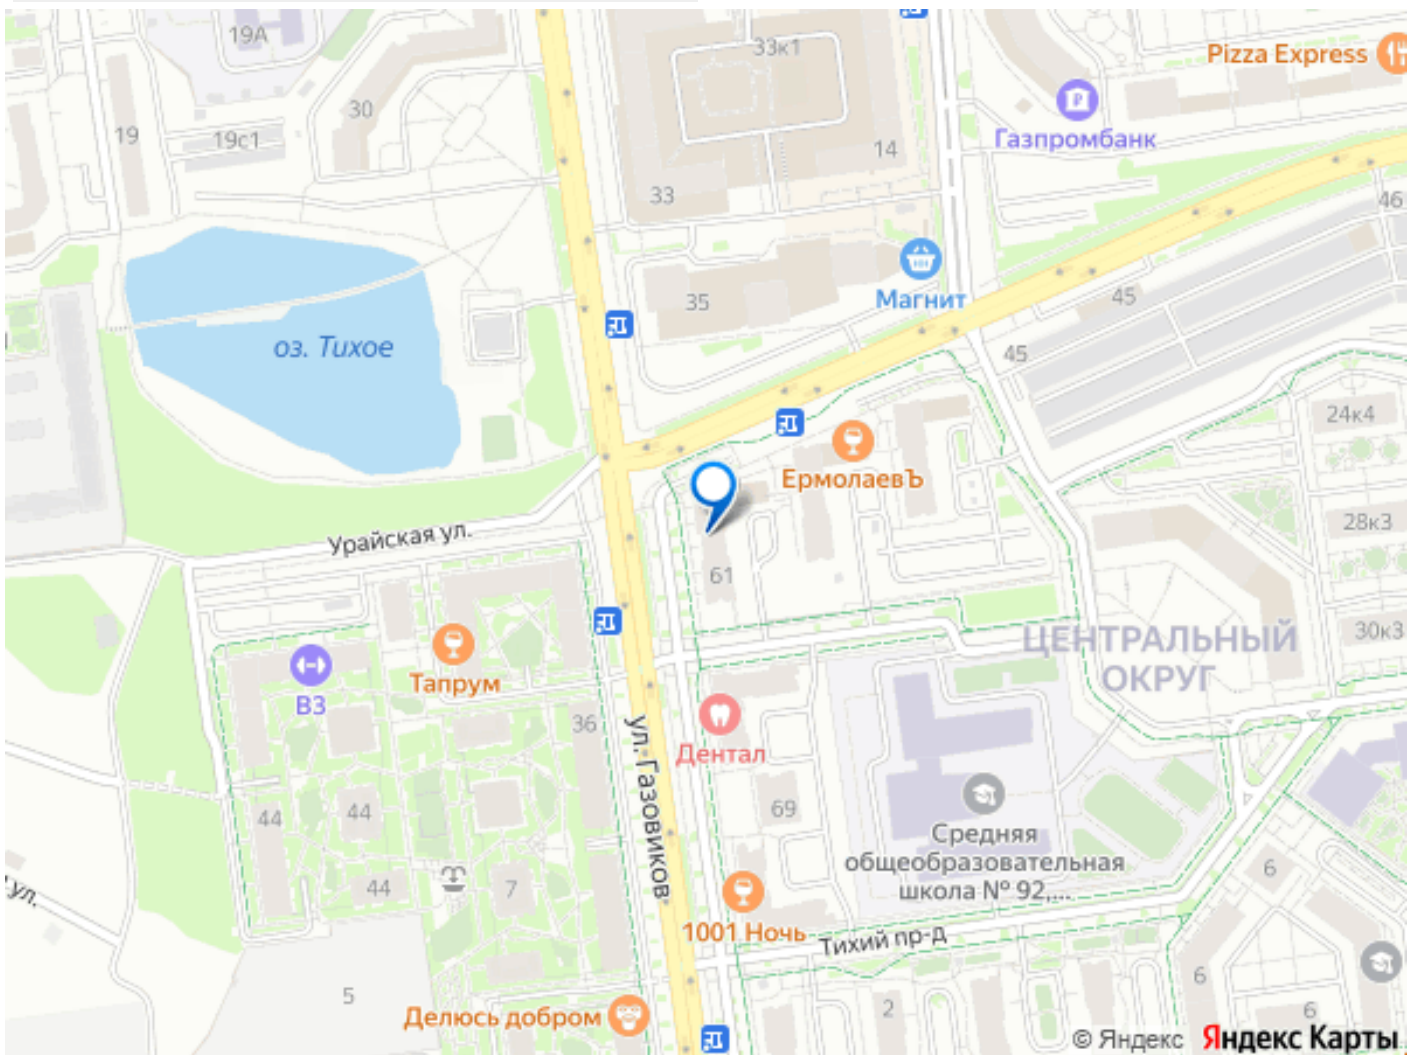 19А
33к1
Pizza Express
30
Газпромбанк
19
19с1
14
33
46
Магнит
35
45
оз. Тихое
45
24к4
ЕрмолаевЪ
28к3
Урайская ул.
61
30к3
ЦЕНТРАЛЬНЫЙ
ОКРУГ
Тапрум
ВЗ
36
Дентал
ул. Газовиков
69
44
44
Средняя
общеобразовательная
школа № 92,...
6
44
7
ул.
1001 Ночь
Тихий пр-д
6
5
2
6
Делюсь добром
© Яндекс Яндекс Карты